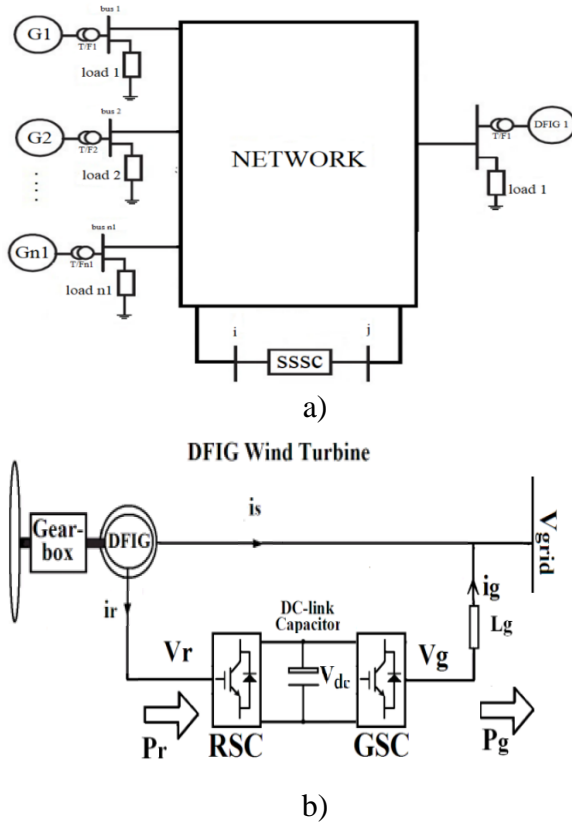 G1
T/F1
bus 1
load 1
G2
T/F2
bus 2
load 2
....
Gn1
T/Fn1
bus n1
load n1
NETWORK
T/F1
DFIG 1
load 1
i
SSSC
j
a)
DFIG Wind Turbine
Gear-
box
DFIG
is
Vgrid
ir
ig
Lg
DC-link
Capacitor
Vr
Vdc
Vg
Pr
RSC
GSC
Pg
b)